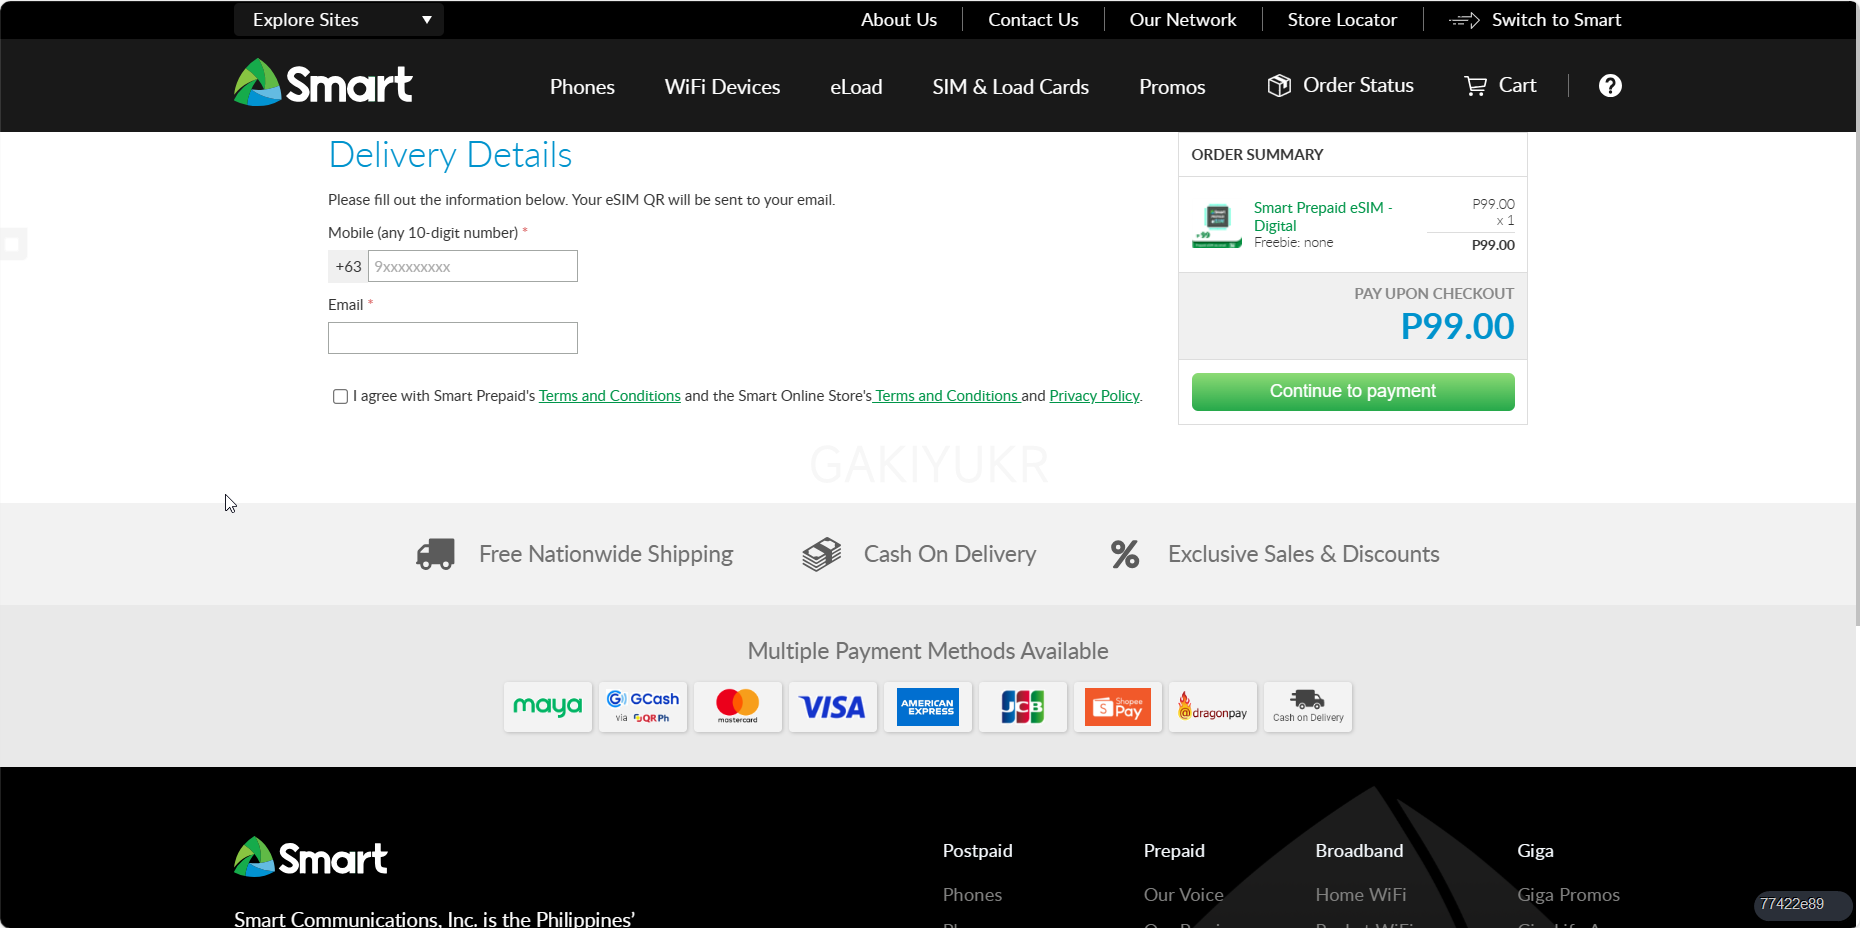 Explore Sites
About Us
Contact Us
Our Network
Store Locator
Switch to Smart
Smart
Phones
WiFi Devices
eLoad
SIM & Load Cards
Promos
Order Status
Cart
?
Delivery Details
Please fill out the information below. Your eSIM QR will be sent to your email.
Mobile (any 10-digit number) *
+63
9xxxxxxxxx
Email *
I agree with Smart Prepaid's Terms and Conditions and the Smart Online Store's Terms and Conditions and Privacy Policy.
ORDER SUMMARY
Smart Prepaid eSIM -
Digital
Freebie: none
P99.00
x 1
P99.00
PAY UPON CHECKOUT
P99.00
Continue to payment
GAKIYUKR
Free Nationwide Shipping
Cash On Delivery
% Exclusive Sales & Discounts
Multiple Payment Methods Available
maya
GCash
via QR Ph
mastercard
VISA
AMERICAN
EXPRESS
JCB
Shopee
Pay
dragonpay
Cash on Delivery
Smart
Smart Communications, Inc. is the Philippines’
Postpaid
Phones
Prepaid
Our Voice
Broadband
Home WiFi
Giga
Giga Promos
77422e89